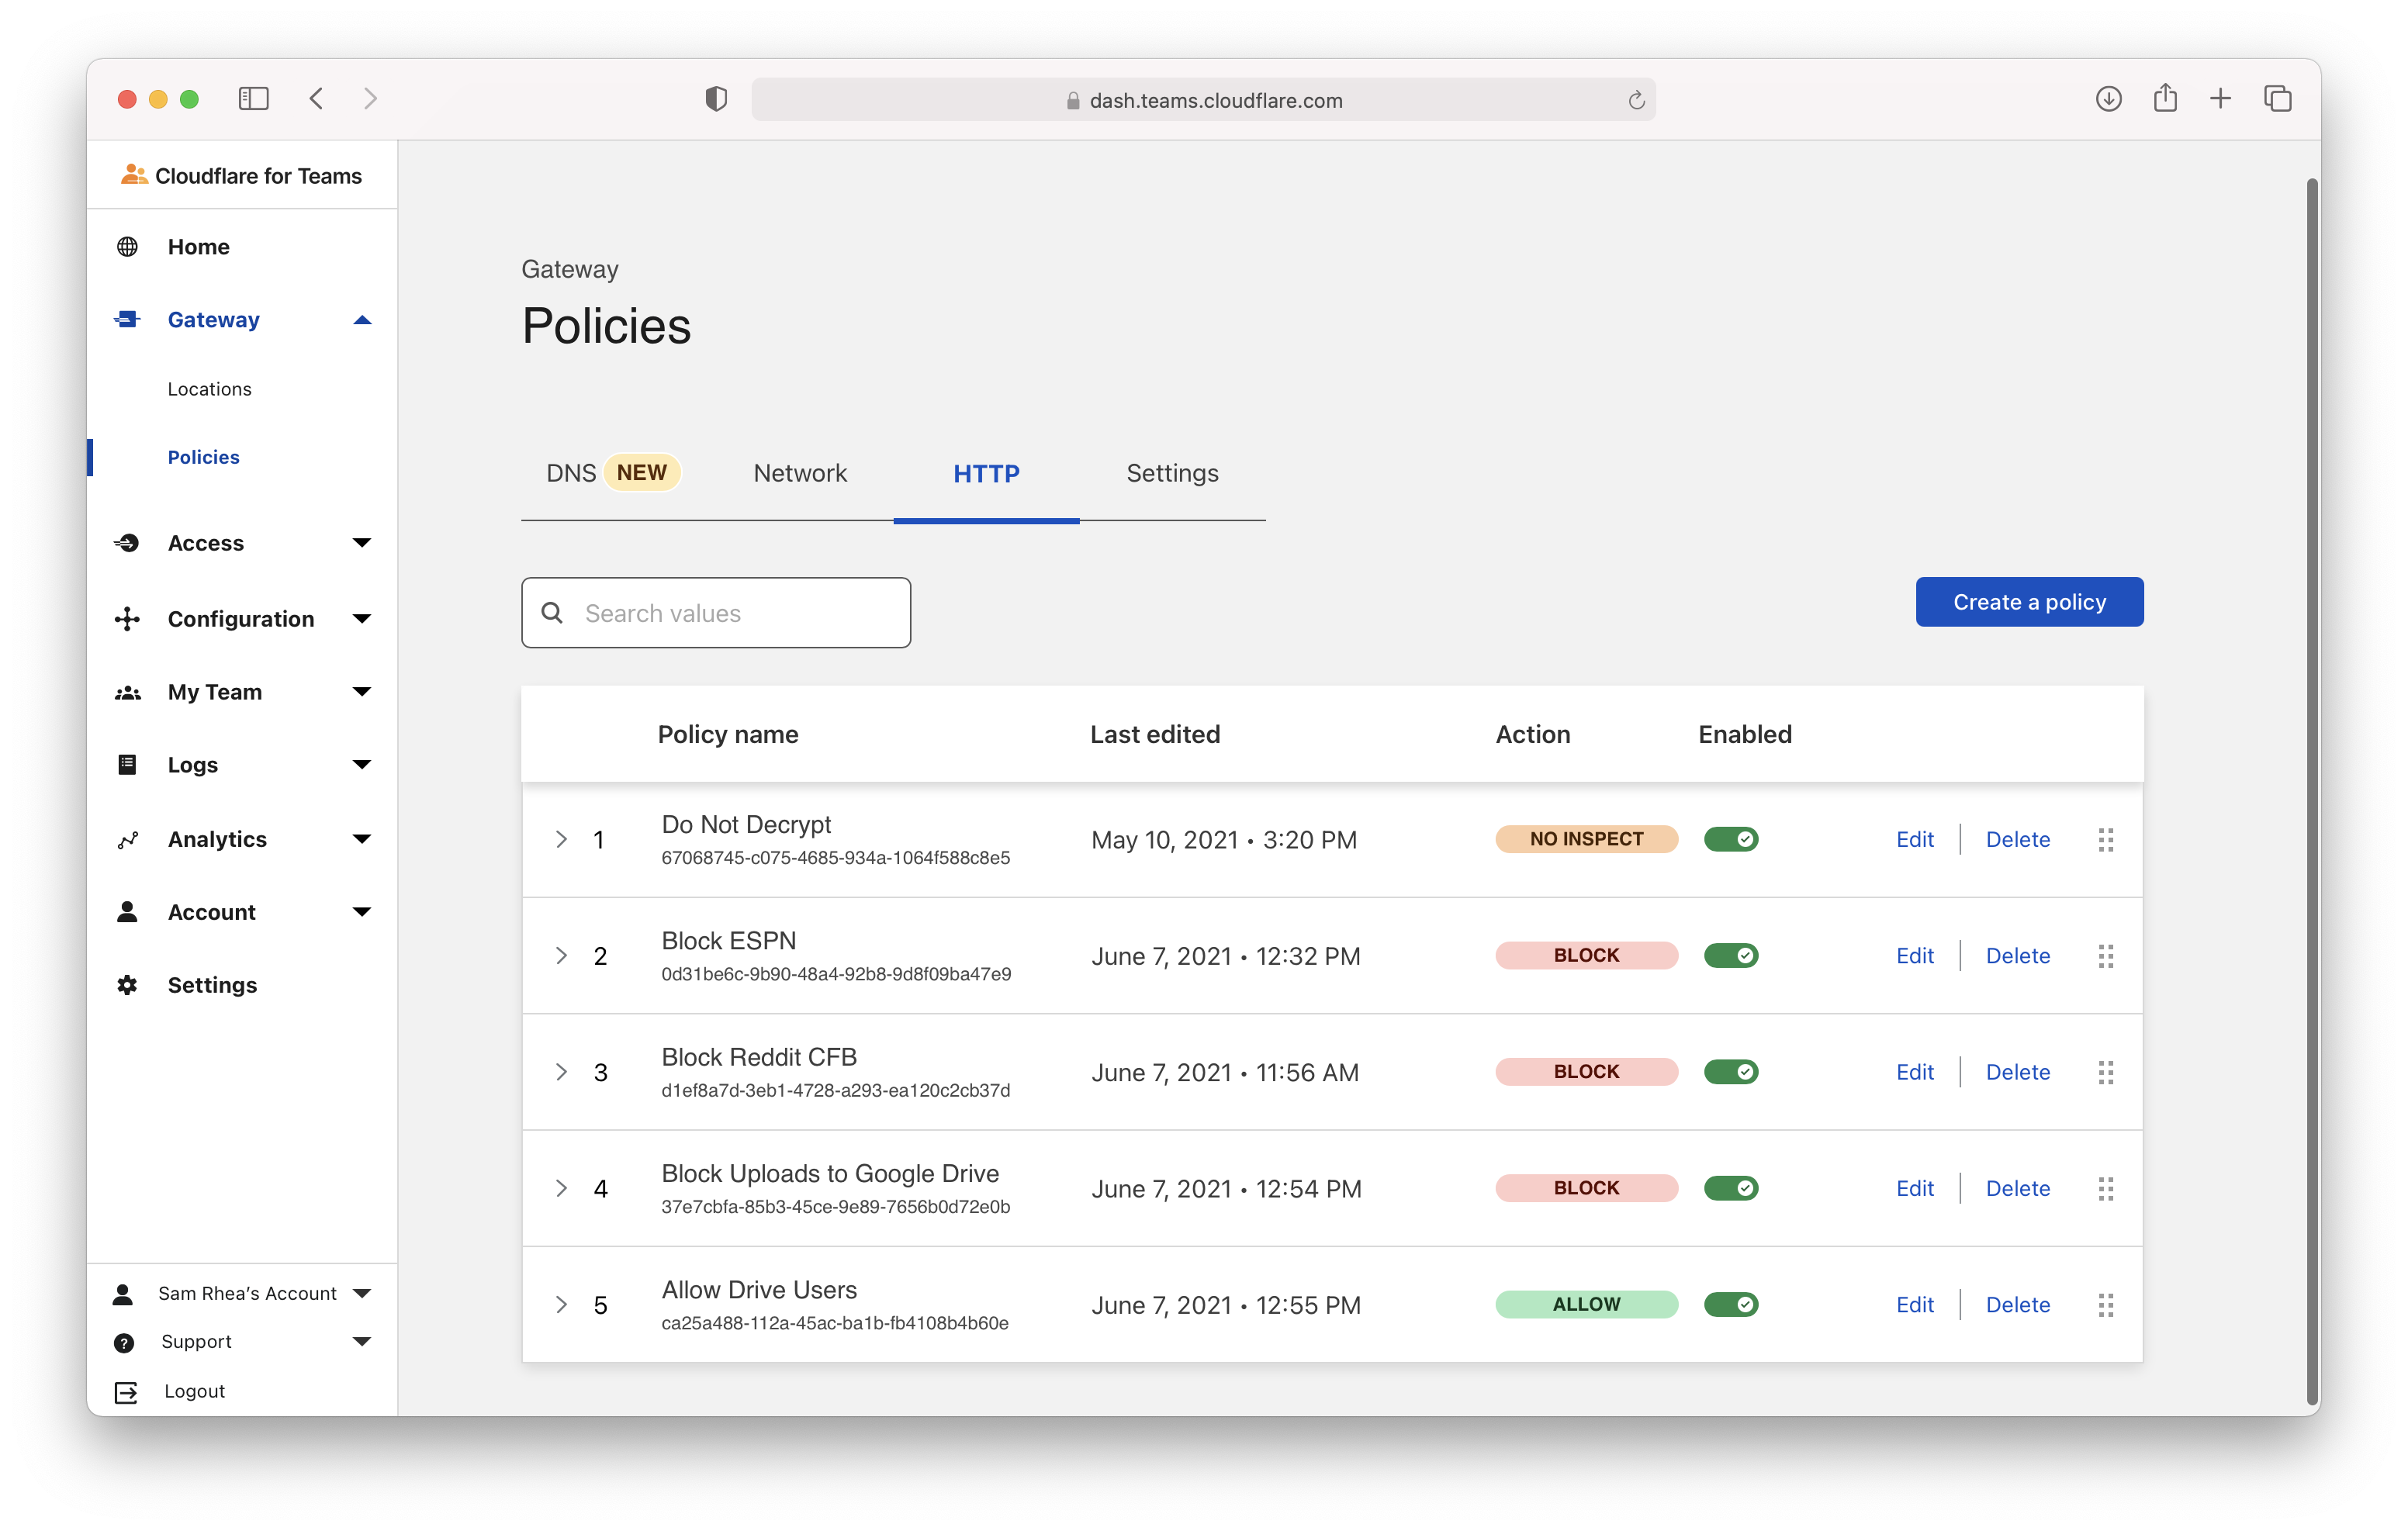 dash.teams.cloudflare.com
Cloudflare for Teams
Home
Gateway
Locations
Policies
Access
Configuration
My Team
Logs
Analytics
Account
Settings
Sam Rhea's Account
Support
Logout
Gateway
Policies
DNS NEW Network HTTP Settings
Search values
Create a policy
Policy name Last edited Action Enabled
1 Do Not Decrypt May 10, 2021 • 3:20 PM NO INSPECT Edit Delete
67068745-c075-4685-934a-1064f588c8e5
2 Block ESPN June 7, 2021 • 12:32 PM BLOCK Edit Delete
0d31be6c-9b90-48a4-92b8-9d8f09ba47e9
3 Block Reddit CFB June 7, 2021 • 11:56 AM BLOCK Edit Delete
d1ef8a7d-3eb1-4728-a293-ea120c2cb37d
4 Block Uploads to Google Drive June 7, 2021 • 12:54 PM BLOCK Edit Delete
37e7cbfa-85b3-45ce-9e89-7656b0d72e0b
5 Allow Drive Users June 7, 2021 • 12:55 PM ALLOW Edit Delete
ca25a488-112a-45ac-ba1b-fb4108b4b60e